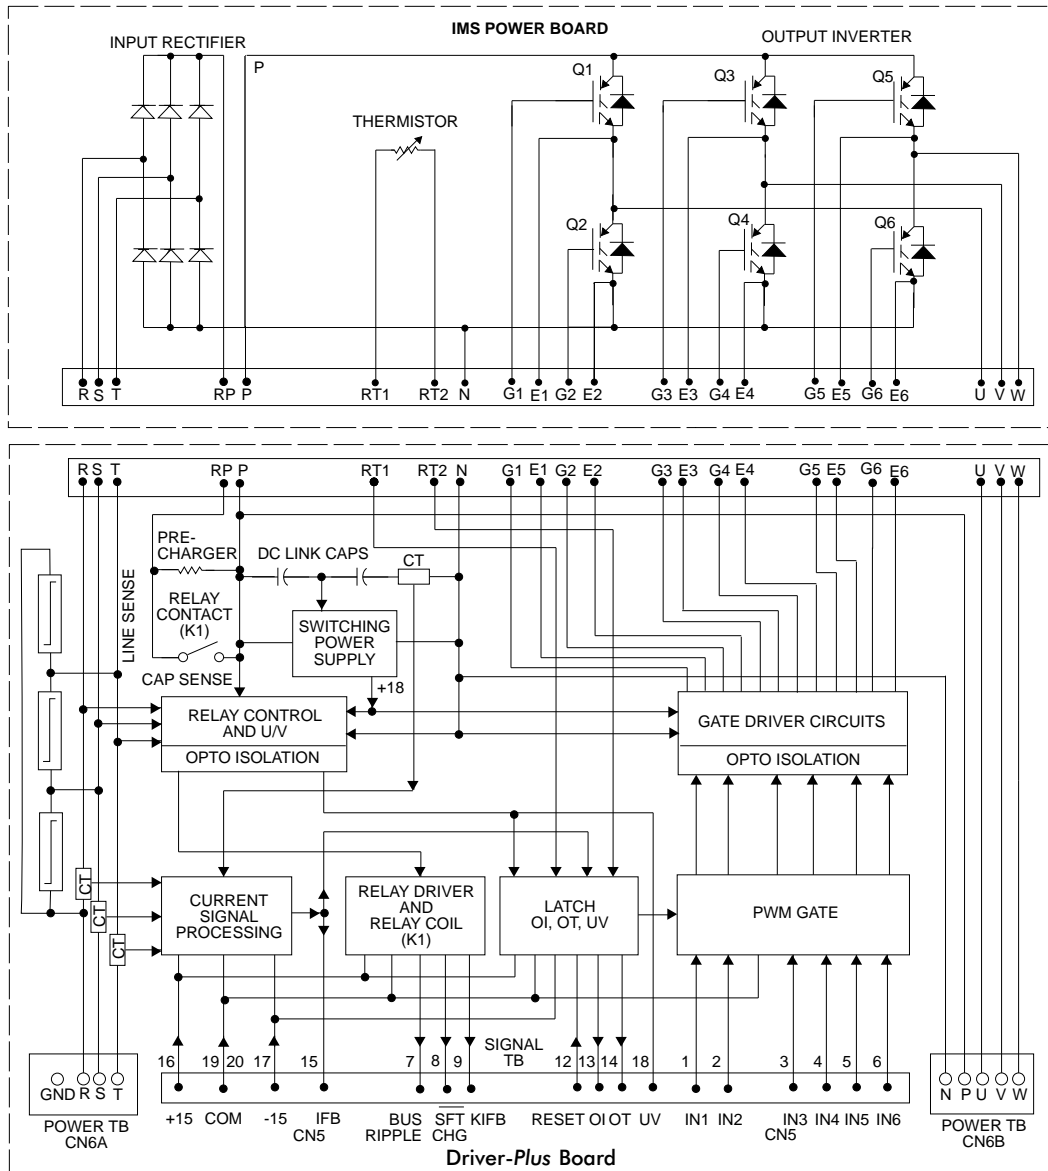 IMS POWER BOARD
INPUT RECTIFIER
OUTPUT INVERTER
P
Q1
Q3
Q5
THERMISTOR
Q2
Q4
Q6
R S T RP P RT1 RT2 N G1 E1 G2 E2 G3 E3 G4 E4 G5 E5 G6 E6 U V W
R S T RP P RT1 RT2 N G1 E1 G2 E2 G3 E3 G4 E4 G5 E5 G6 E6 U V W
PRE-
CHARGER
DC LINK CAPS
CT
LINE SENSE
RELAY
CONTACT
(K1)
SWITCHING
POWER
SUPPLY
CAP SENSE
+18
RELAY CONTROL
AND U/V
OPTO ISOLATION
GATE DRIVER CIRCUITS
OPTO ISOLATION
CT
CT
CT
CURRENT
SIGNAL
PROCESSING
RELAY DRIVER
AND
RELAY COIL
(K1)
LATCH
OI, OT, UV
PWM GATE
16 19 20 17 15 7 8 9 SIGNAL
TB 12 13 14 18 1 2 3 4 5 6
GND R S T
POWER TB
CN6A
+15 COM -15 IFB
CN5
BUS
RIPPLE
SFT
CHG
KIFB
RESET OI OT UV
IN1 IN2 IN3 IN4 IN5 IN6
CN5
N P U V W
POWER TB
CN6B
Driver-Plus Board